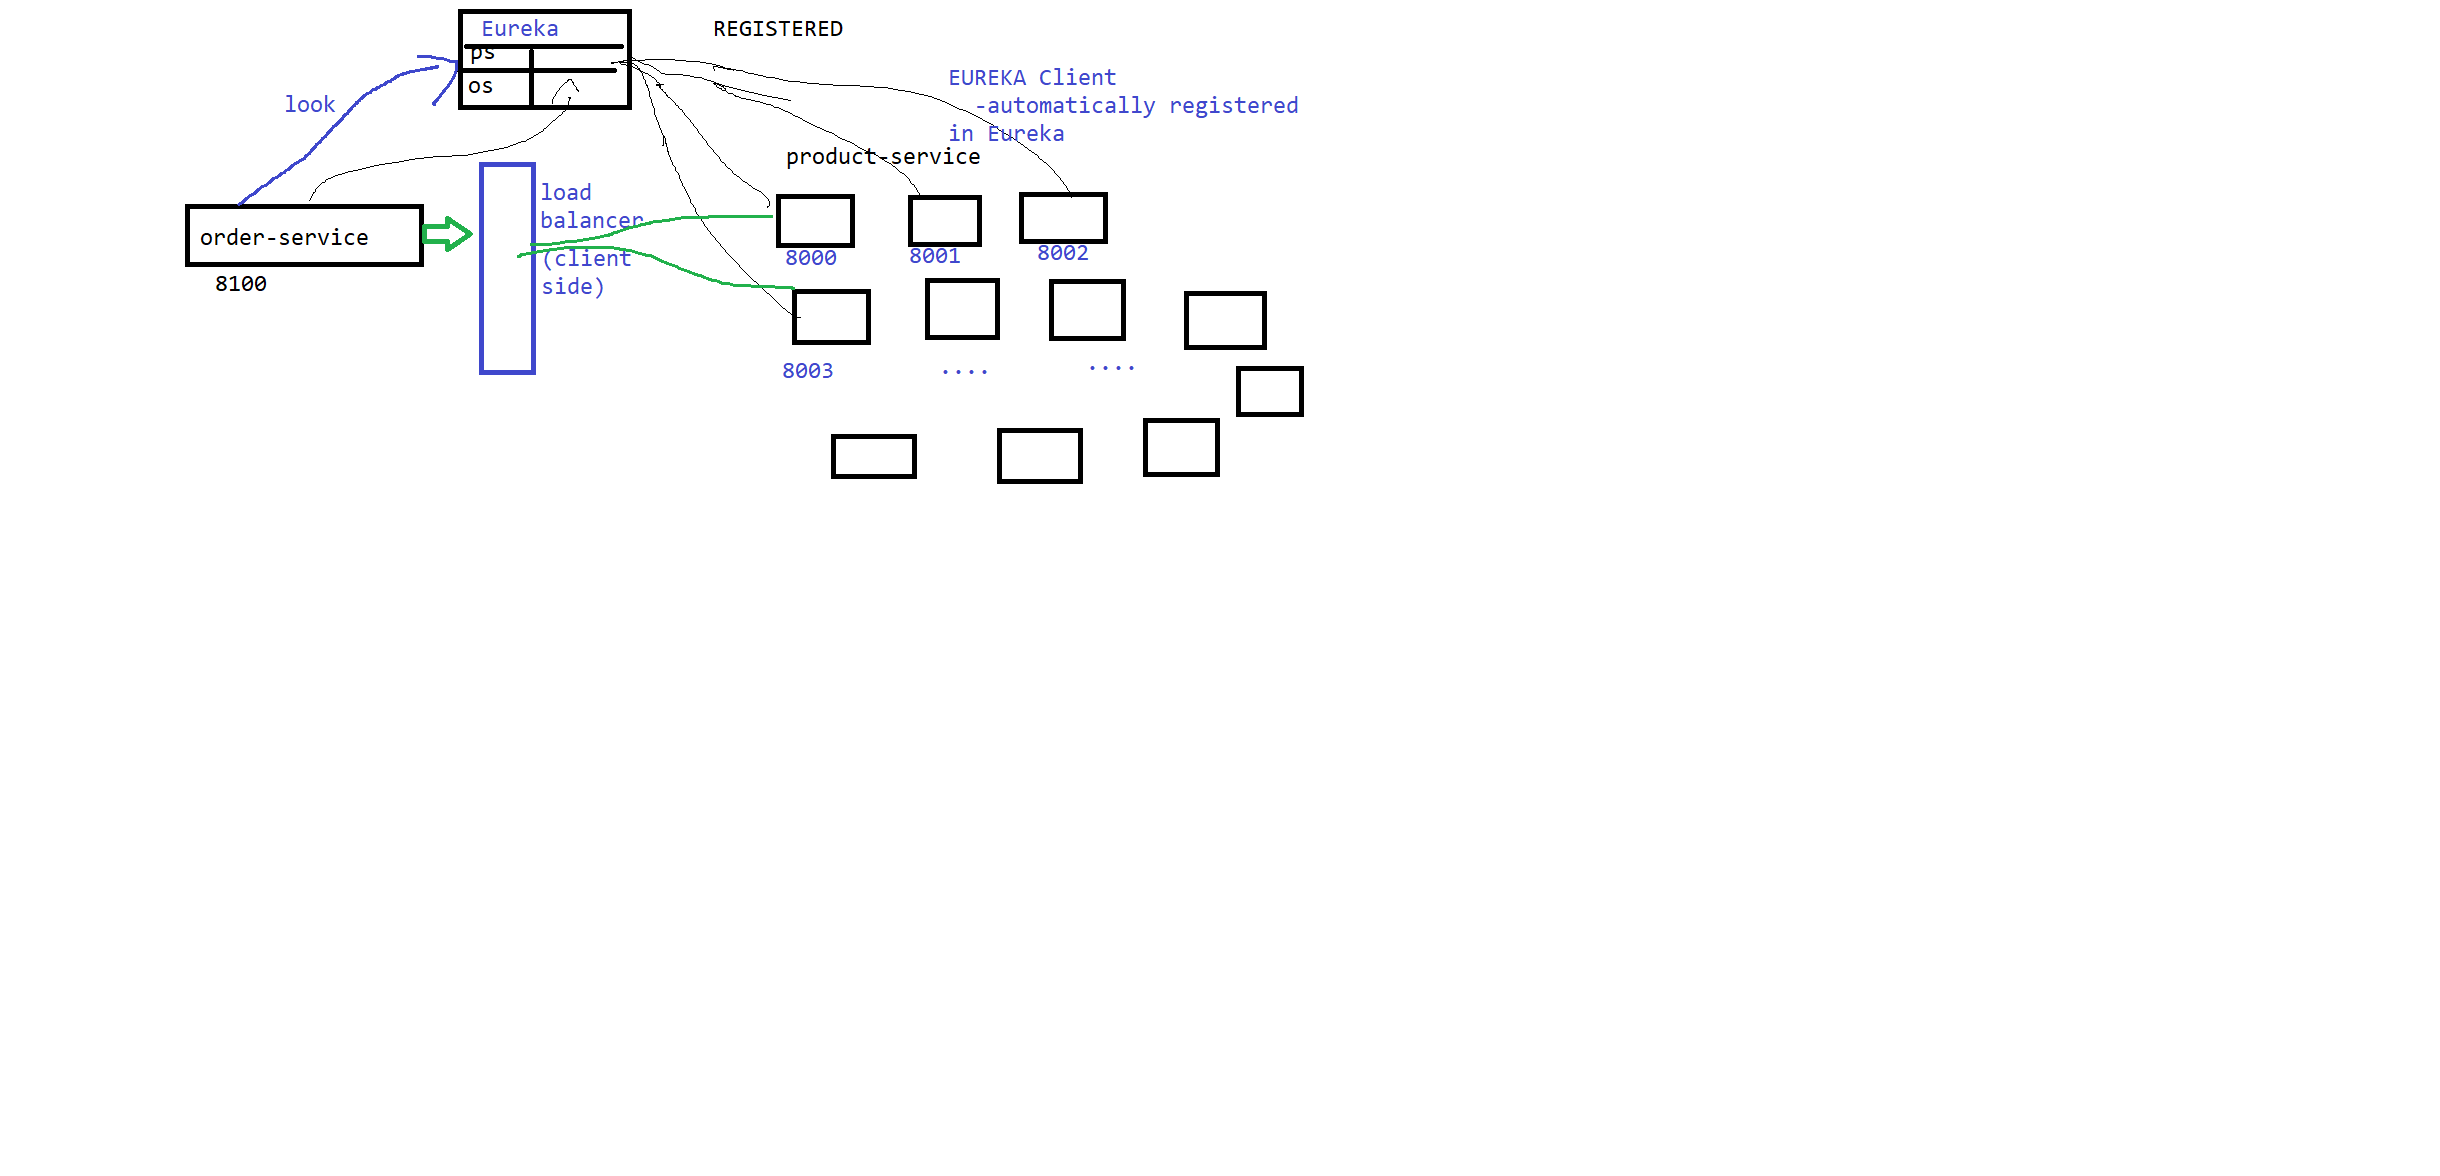 Eureka
REGISTERED
ps
os
look
EUREKA Client
-automatically registered
in Eureka
product-service
load
balancer
(client
side)
order-service
8100
8000
8001
8002
8003
....
....